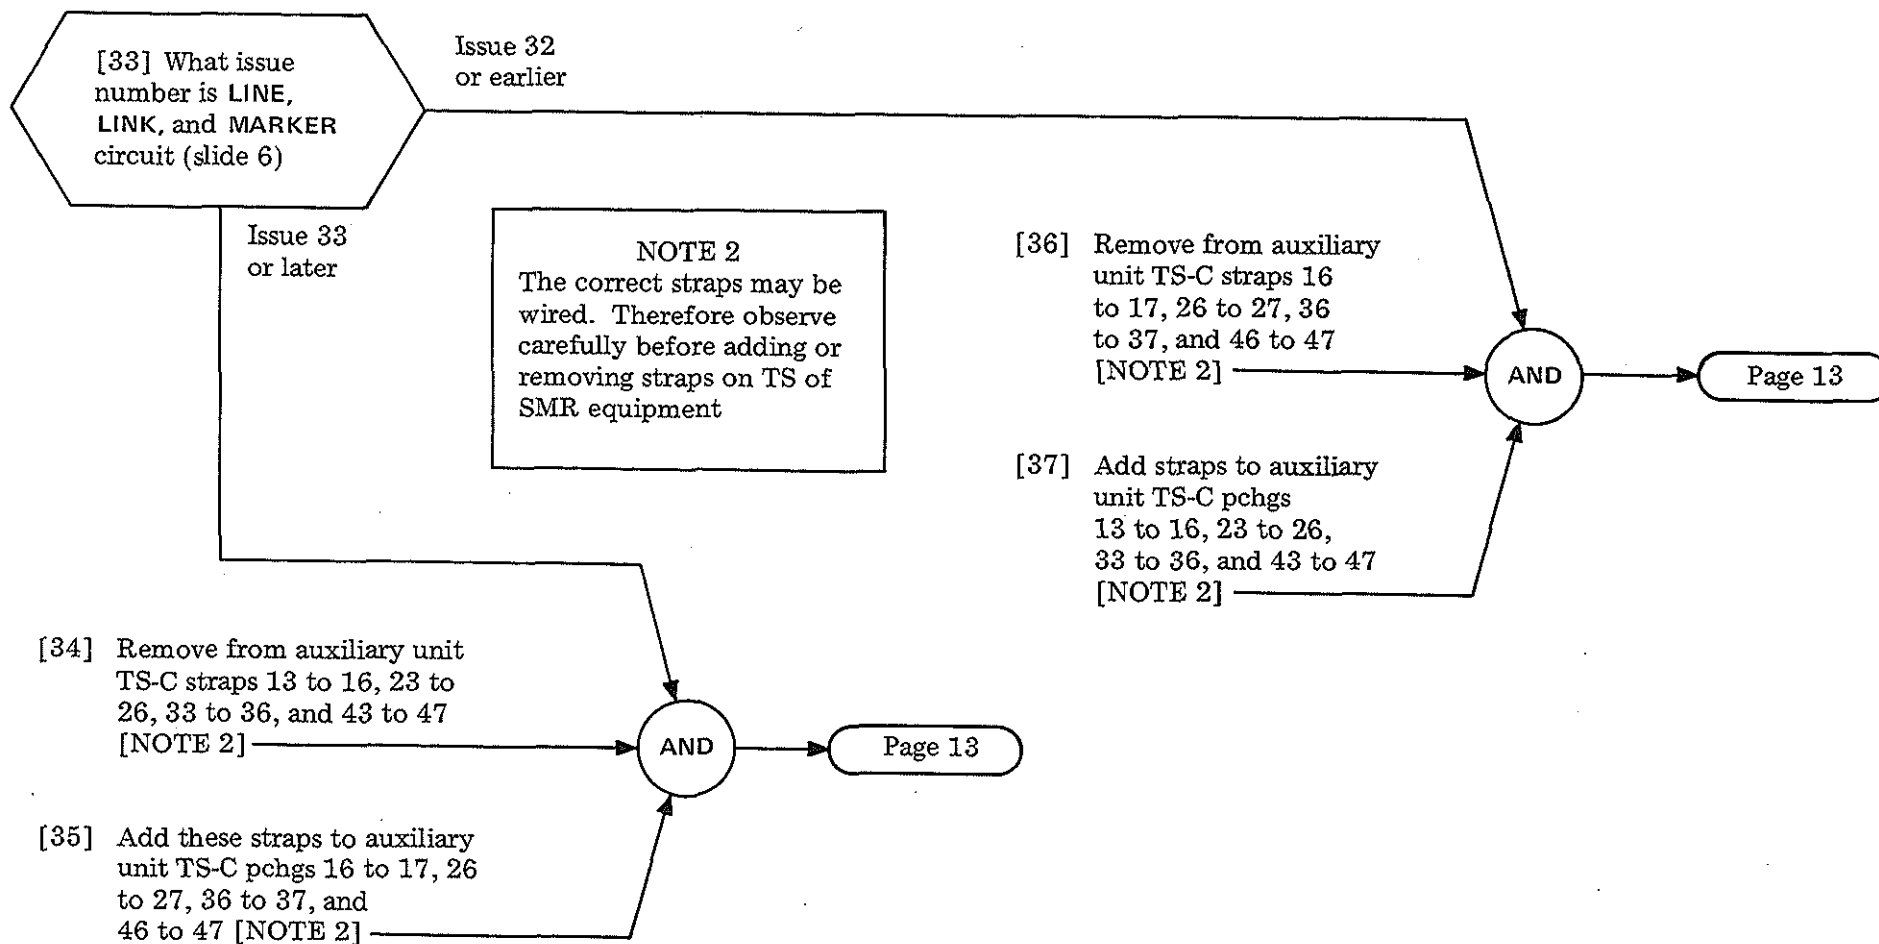 [33] What issue
number is LINE,
LINK, and MARKER
circuit (slide 6)
Issue 32
or earlier
Issue 33
or later
NOTE 2
The correct straps may be
wired. Therefore observe
carefully before adding or
removing straps on TS of
SMR equipment
[36] Remove from auxiliary
unit TS-C straps 16
to 17, 26 to 27, 36
to 37, and 46 to 47
[NOTE 2]
AND
Page 13
[37] Add straps to auxiliary
unit TS-C pchgs
13 to 16, 23 to 26,
33 to 36, and 43 to 47
[NOTE 2]
[34] Remove from auxiliary unit
TS-C straps 13 to 16, 23 to
26, 33 to 36, and 43 to 47
[NOTE 2]
AND
Page 13
[35] Add these straps to auxiliary
unit TS-C pchgs 16 to 17, 26
to 27, 36 to 37, and
46 to 47 [NOTE 2]